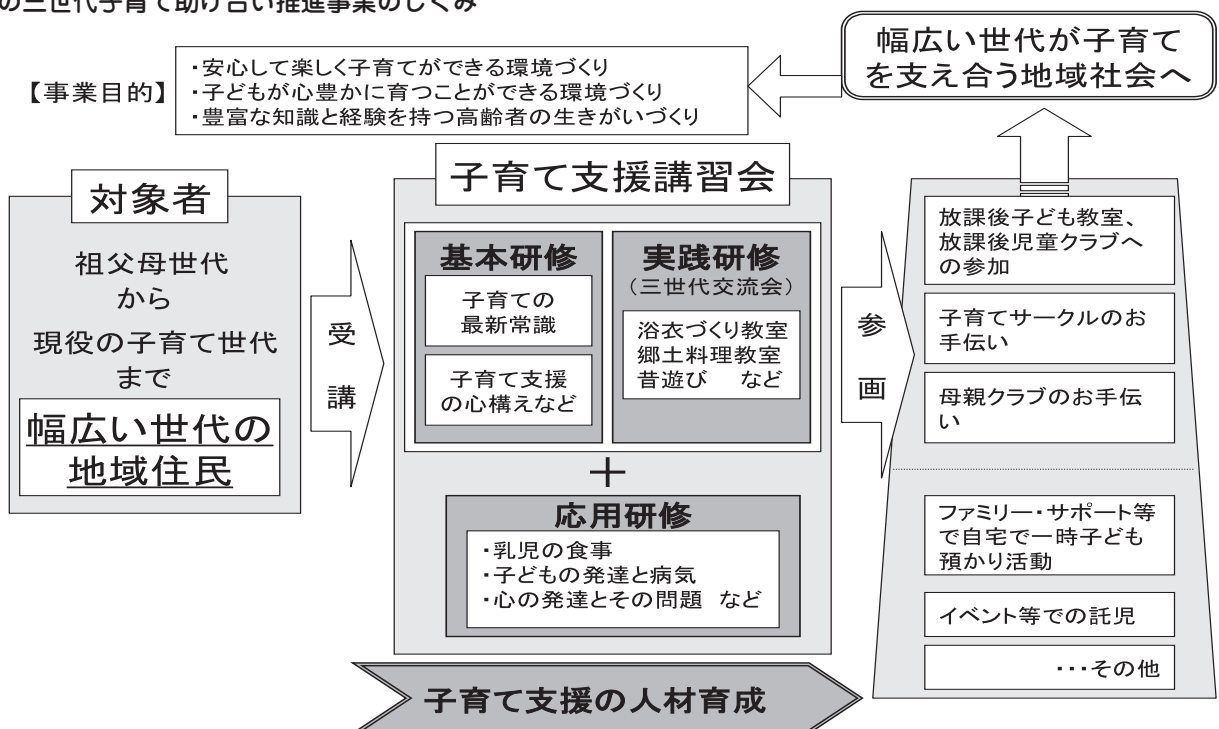 の三世代子育て助け合い推進事業のしくみ
幅広い世代が子育て
を支え合う地域社会へ
【事業目的】
・安心して楽しく子育てができる環境づくり
・子どもが心豊かに育つことができる環境づくり
・豊富な知識と経験を持つ高齢者の生きがいづくり
対象者
祖父母世代
から
現役の子育て世代
まで
幅広い世代の
地域住民
受
講
子育て支援講習会
基本研修
子育ての
最新常識
子育て支援
の心構えなど
実践研修
（三世代交流会）
浴衣づくり教室
郷土料理教室
昔遊び　など
＋
応用研修
・乳児の食事
・子どもの発達と病気
・心の発達とその問題 など
参
画
放課後子ども教室、
放課後児童クラブへ
の参加
子育てサークルのお
手伝い
母親クラブのお手伝
い
ファミリー・サポート等
で自宅で一時子ども
預かり活動
イベント等での託児
・・・その他
子育て支援の人材育成